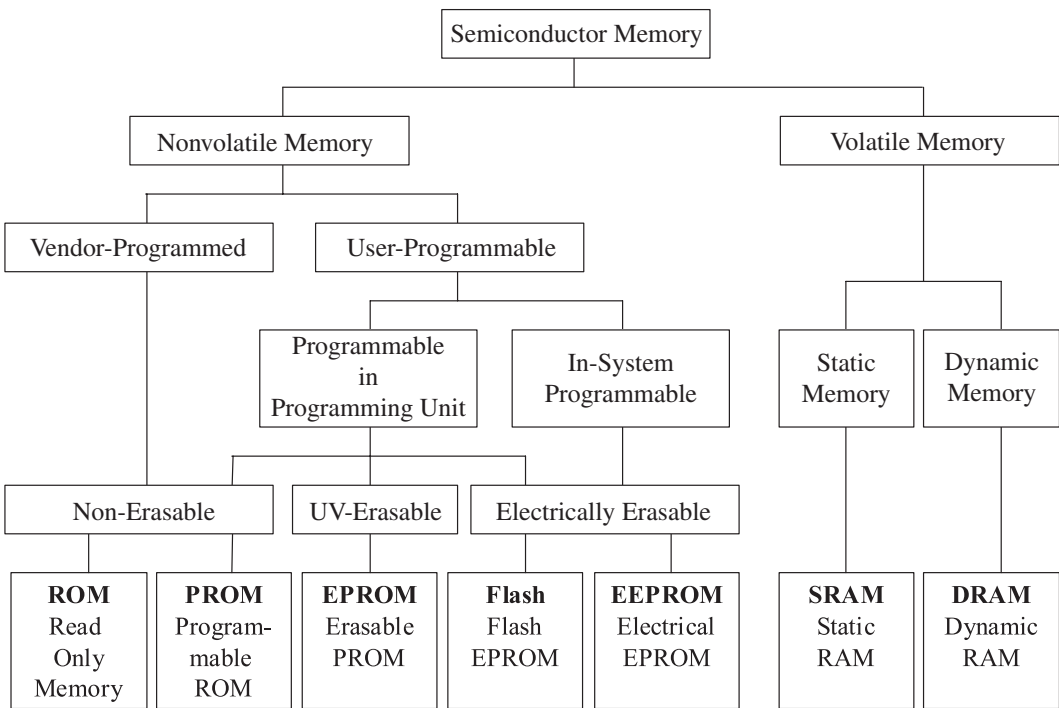 Semiconductor Memory
Nonvolatile Memory
Volatile Memory
Vendor-Programmed
User-Programmable
Programmable
in
Programming Unit
In-System
Programmable
Static
Memory
Dynamic
Memory
Non-Erasable
UV-Erasable
Electrically Erasable
ROM
Read
Only
Memory
PROM
Program-
mable
ROM
EPROM
Erasable
PROM
Flash
Flash
EPROM
EEPROM
Electrical
EPROM
SRAM
Static
RAM
DRAM
Dynamic
RAM